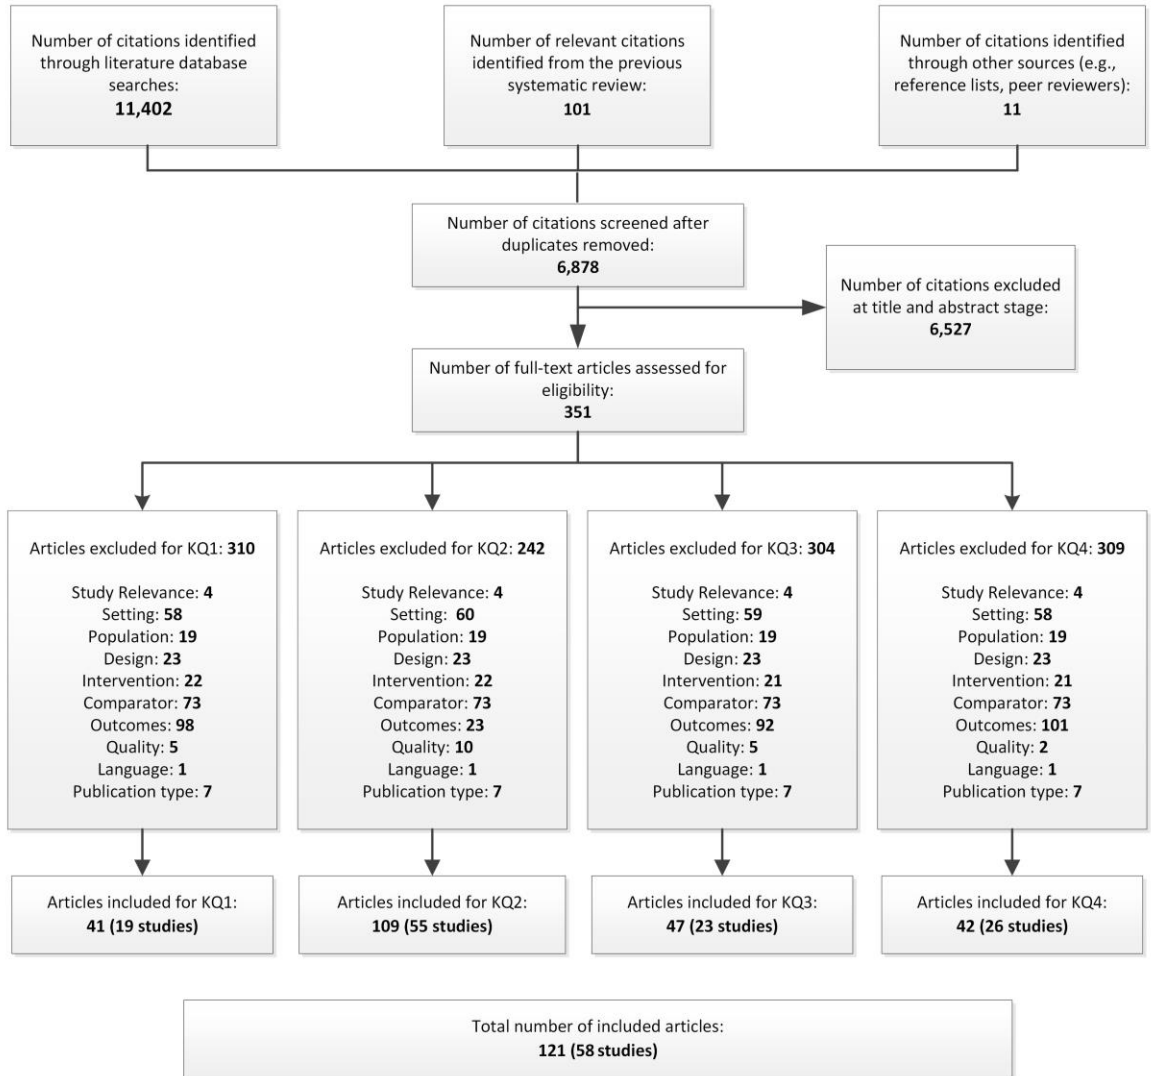 Number of citations identified
through literature database
searches:
11,402
Number of relevant citations
identified from the previous
systematic review:
101
Number of citations identified
through other sources (e.g.,
reference lists, peer reviewers):
11
Number of citations screened after
duplicates removed:
6,878
Number of citations excluded
at title and abstract stage:
6,527
Number of full-text articles assessed for
eligibility:
351
Articles excluded for KQ1: 310
Study Relevance: 4
Setting: 58
Population: 19
Design: 23
Intervention: 22
Comparator: 73
Outcomes: 98
Quality: 5
Language: 1
Publication type: 7
Articles excluded for KQ2: 242
Study Relevance: 4
Setting: 60
Population: 19
Design: 23
Intervention: 22
Comparator: 73
Outcomes: 23
Quality: 10
Language: 1
Publication type: 7
Articles excluded for KQ3: 304
Study Relevance: 4
Setting: 59
Population: 19
Design: 23
Intervention: 21
Comparator: 73
Outcomes: 92
Quality: 5
Language: 1
Publication type: 7
Articles excluded for KQ4: 309
Study Relevance: 4
Setting: 58
Population: 19
Design: 23
Intervention: 21
Comparator: 73
Outcomes: 101
Quality: 2
Language: 1
Publication type: 7
Articles included for KQ1:
41 (19 studies)
Articles included for KQ2:
109 (55 studies)
Articles included for KQ3:
47 (23 studies)
Articles included for KQ4:
42 (26 studies)
Total number of included articles:
121 (58 studies)